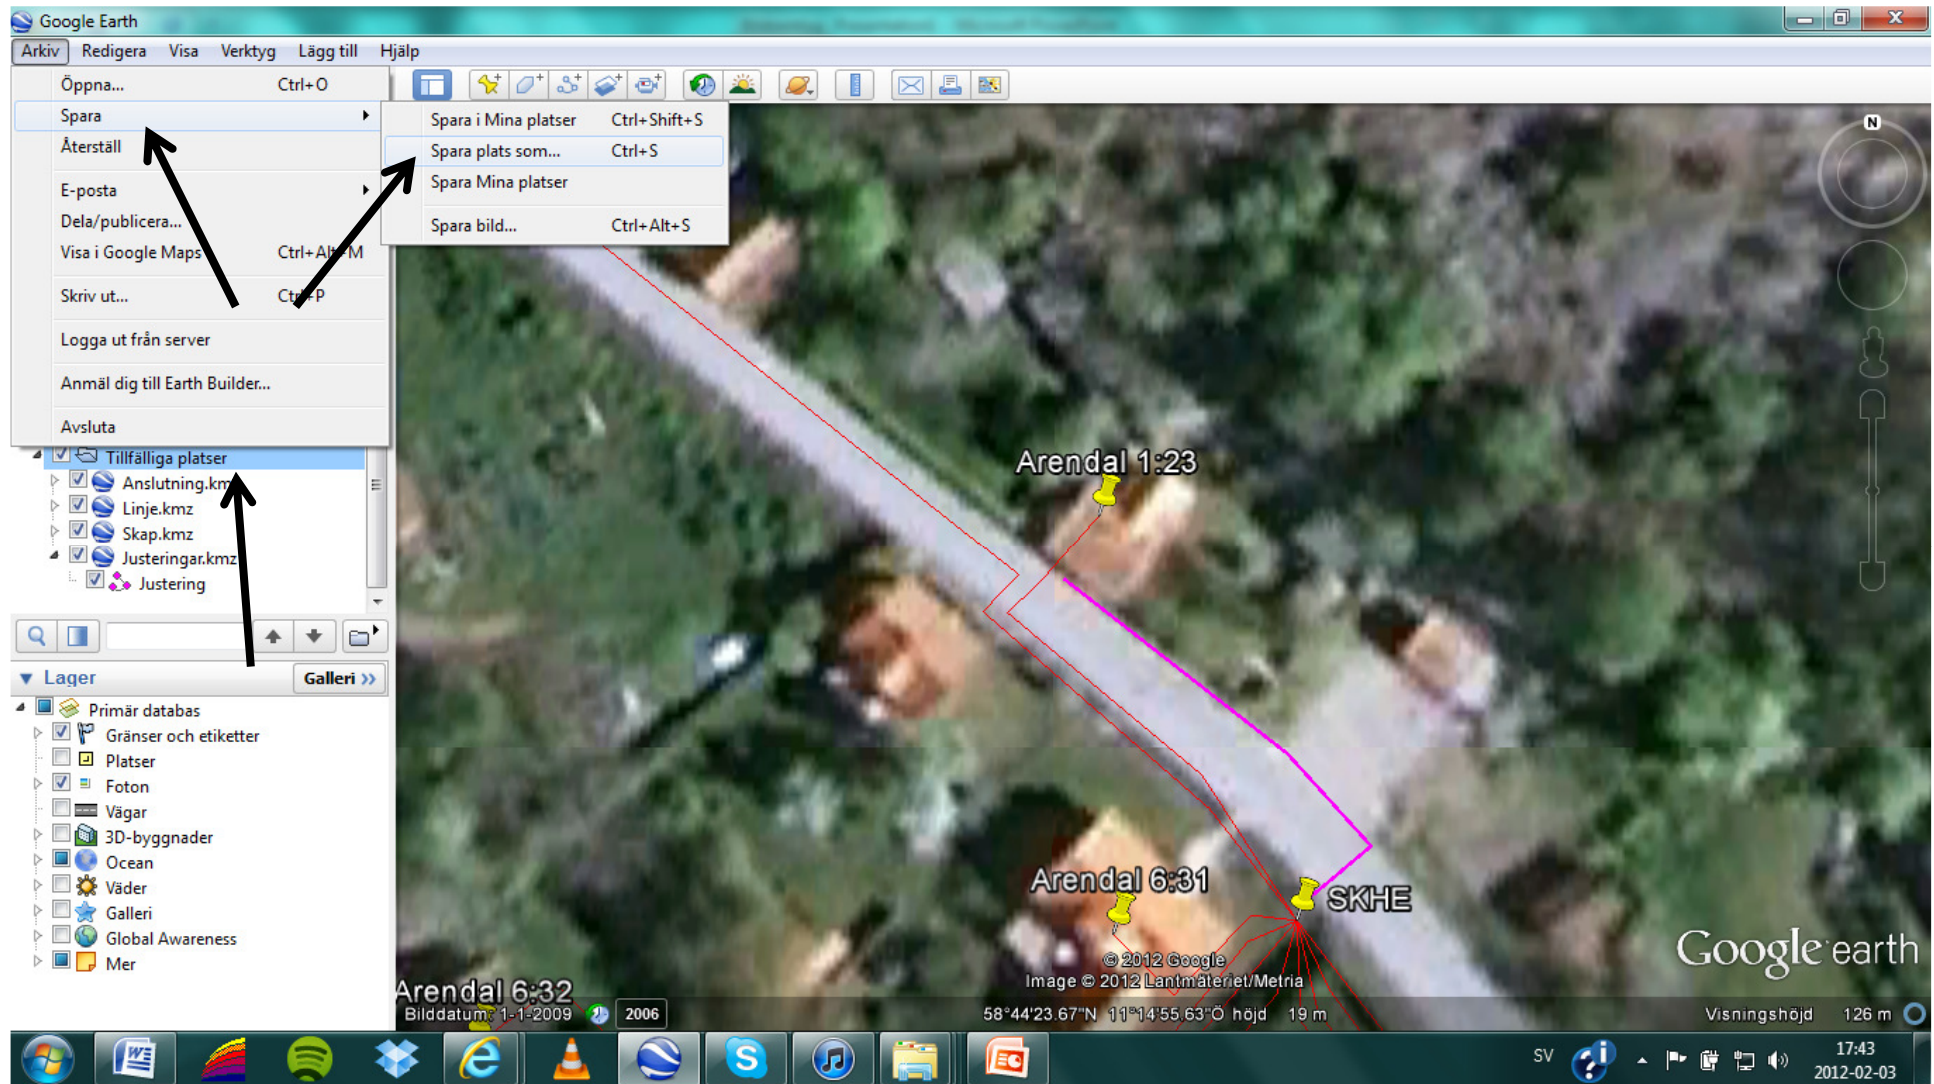 Google Earth
Arkiv Redigera Visa Verktyg Lägg till Hjälp
Öppna... Ctrl+O
Spara
Återställ
E-posta
Dela/publicera...
Visa i Google Maps Ctrl+Alt+M
Skriv ut... Ctrl+P
Logga ut från server
Anmäl dig till Earth Builder...
Avsluta
Spara i Mina platser Ctrl+Shift+S
Spara plats som... Ctrl+S
Spara Mina platser
Spara bild... Ctrl+Alt+S
Tillfälliga platser
Anslutning.km
Linje.kmz
Skap.kmz
Justeringar.kmz
Justering
Lager
Galleri >>
Primär databas
Gränser och etiketter
Platser
Foton
Vägar
3D-byggnader
Ocean
Väder
Galleri
Global Awareness
Mer
N
Arendal 1:23
Arendal 6:31
SKHE
Arendal 6:32
© 2012 Google
Image © 2012 Lantmäteriet/Metria
Google earth
Bilddatum: 1-1-2009 2006
58°44'23.67"N 11°14'55.63"Ö höjd 19 m
Visningshöjd 126 m
SV
17:43
2012-02-03